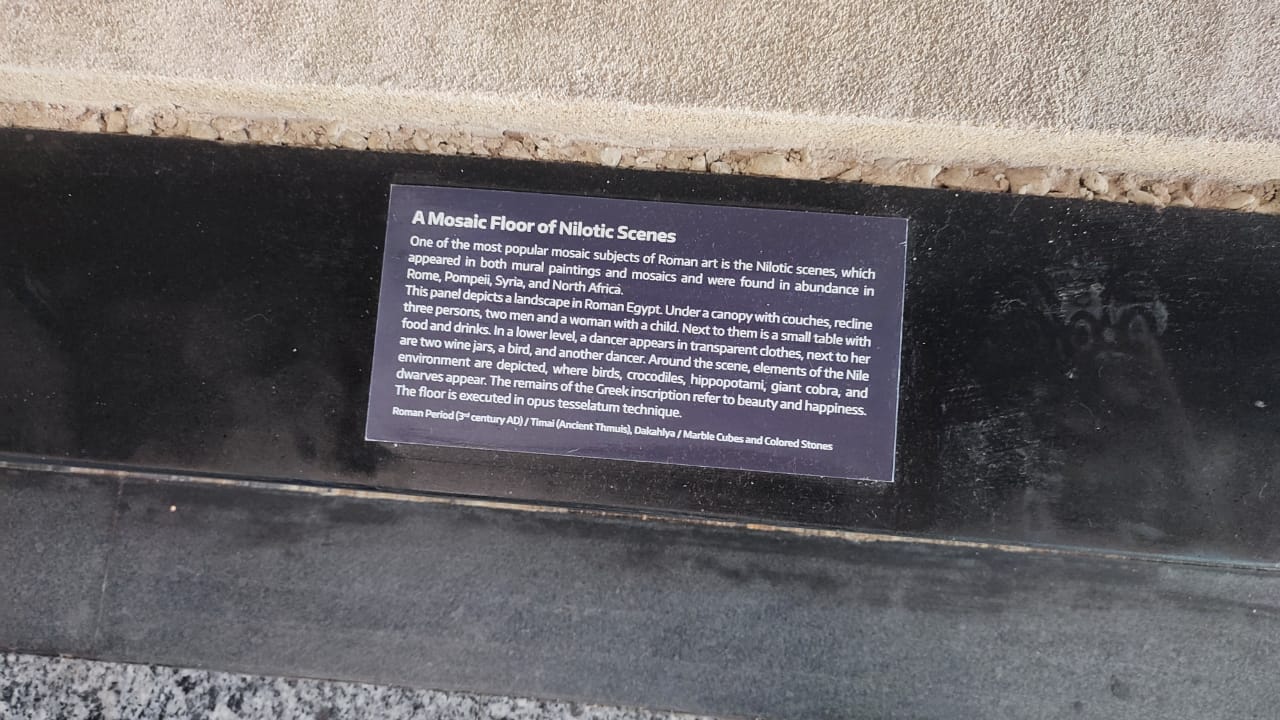 A Mosaic Floor of Nilotic Scenes
One of the most popular mosaic subjects of Roman art is the Nilotic scenes, which
appeared in both mural paintings and mosaics and were found in abundance in
Rome, Pompeii, Syria, and North Africa.
This panel depicts a landscape in Roman Egypt. Under a canopy with couches, recline
three persons, two men and a woman with a child. Next to them is a small table with
food and drinks. In a lower level, a dancer appears in transparent clothes, next to her
are two wine jars, a bird, and another dancer. Around the scene, elements of the Nile
environment are depicted, where birds, crocodiles, hippopotami, giant cobra, and
dwarves appear. The remains of the Greek inscription refer to beauty and happiness.
The floor is executed in opus tesselatum technique.
Roman Period (3rd century AD) / Timai (Ancient Thmuis), Dakahlya / Marble Cubes and Colored Stones